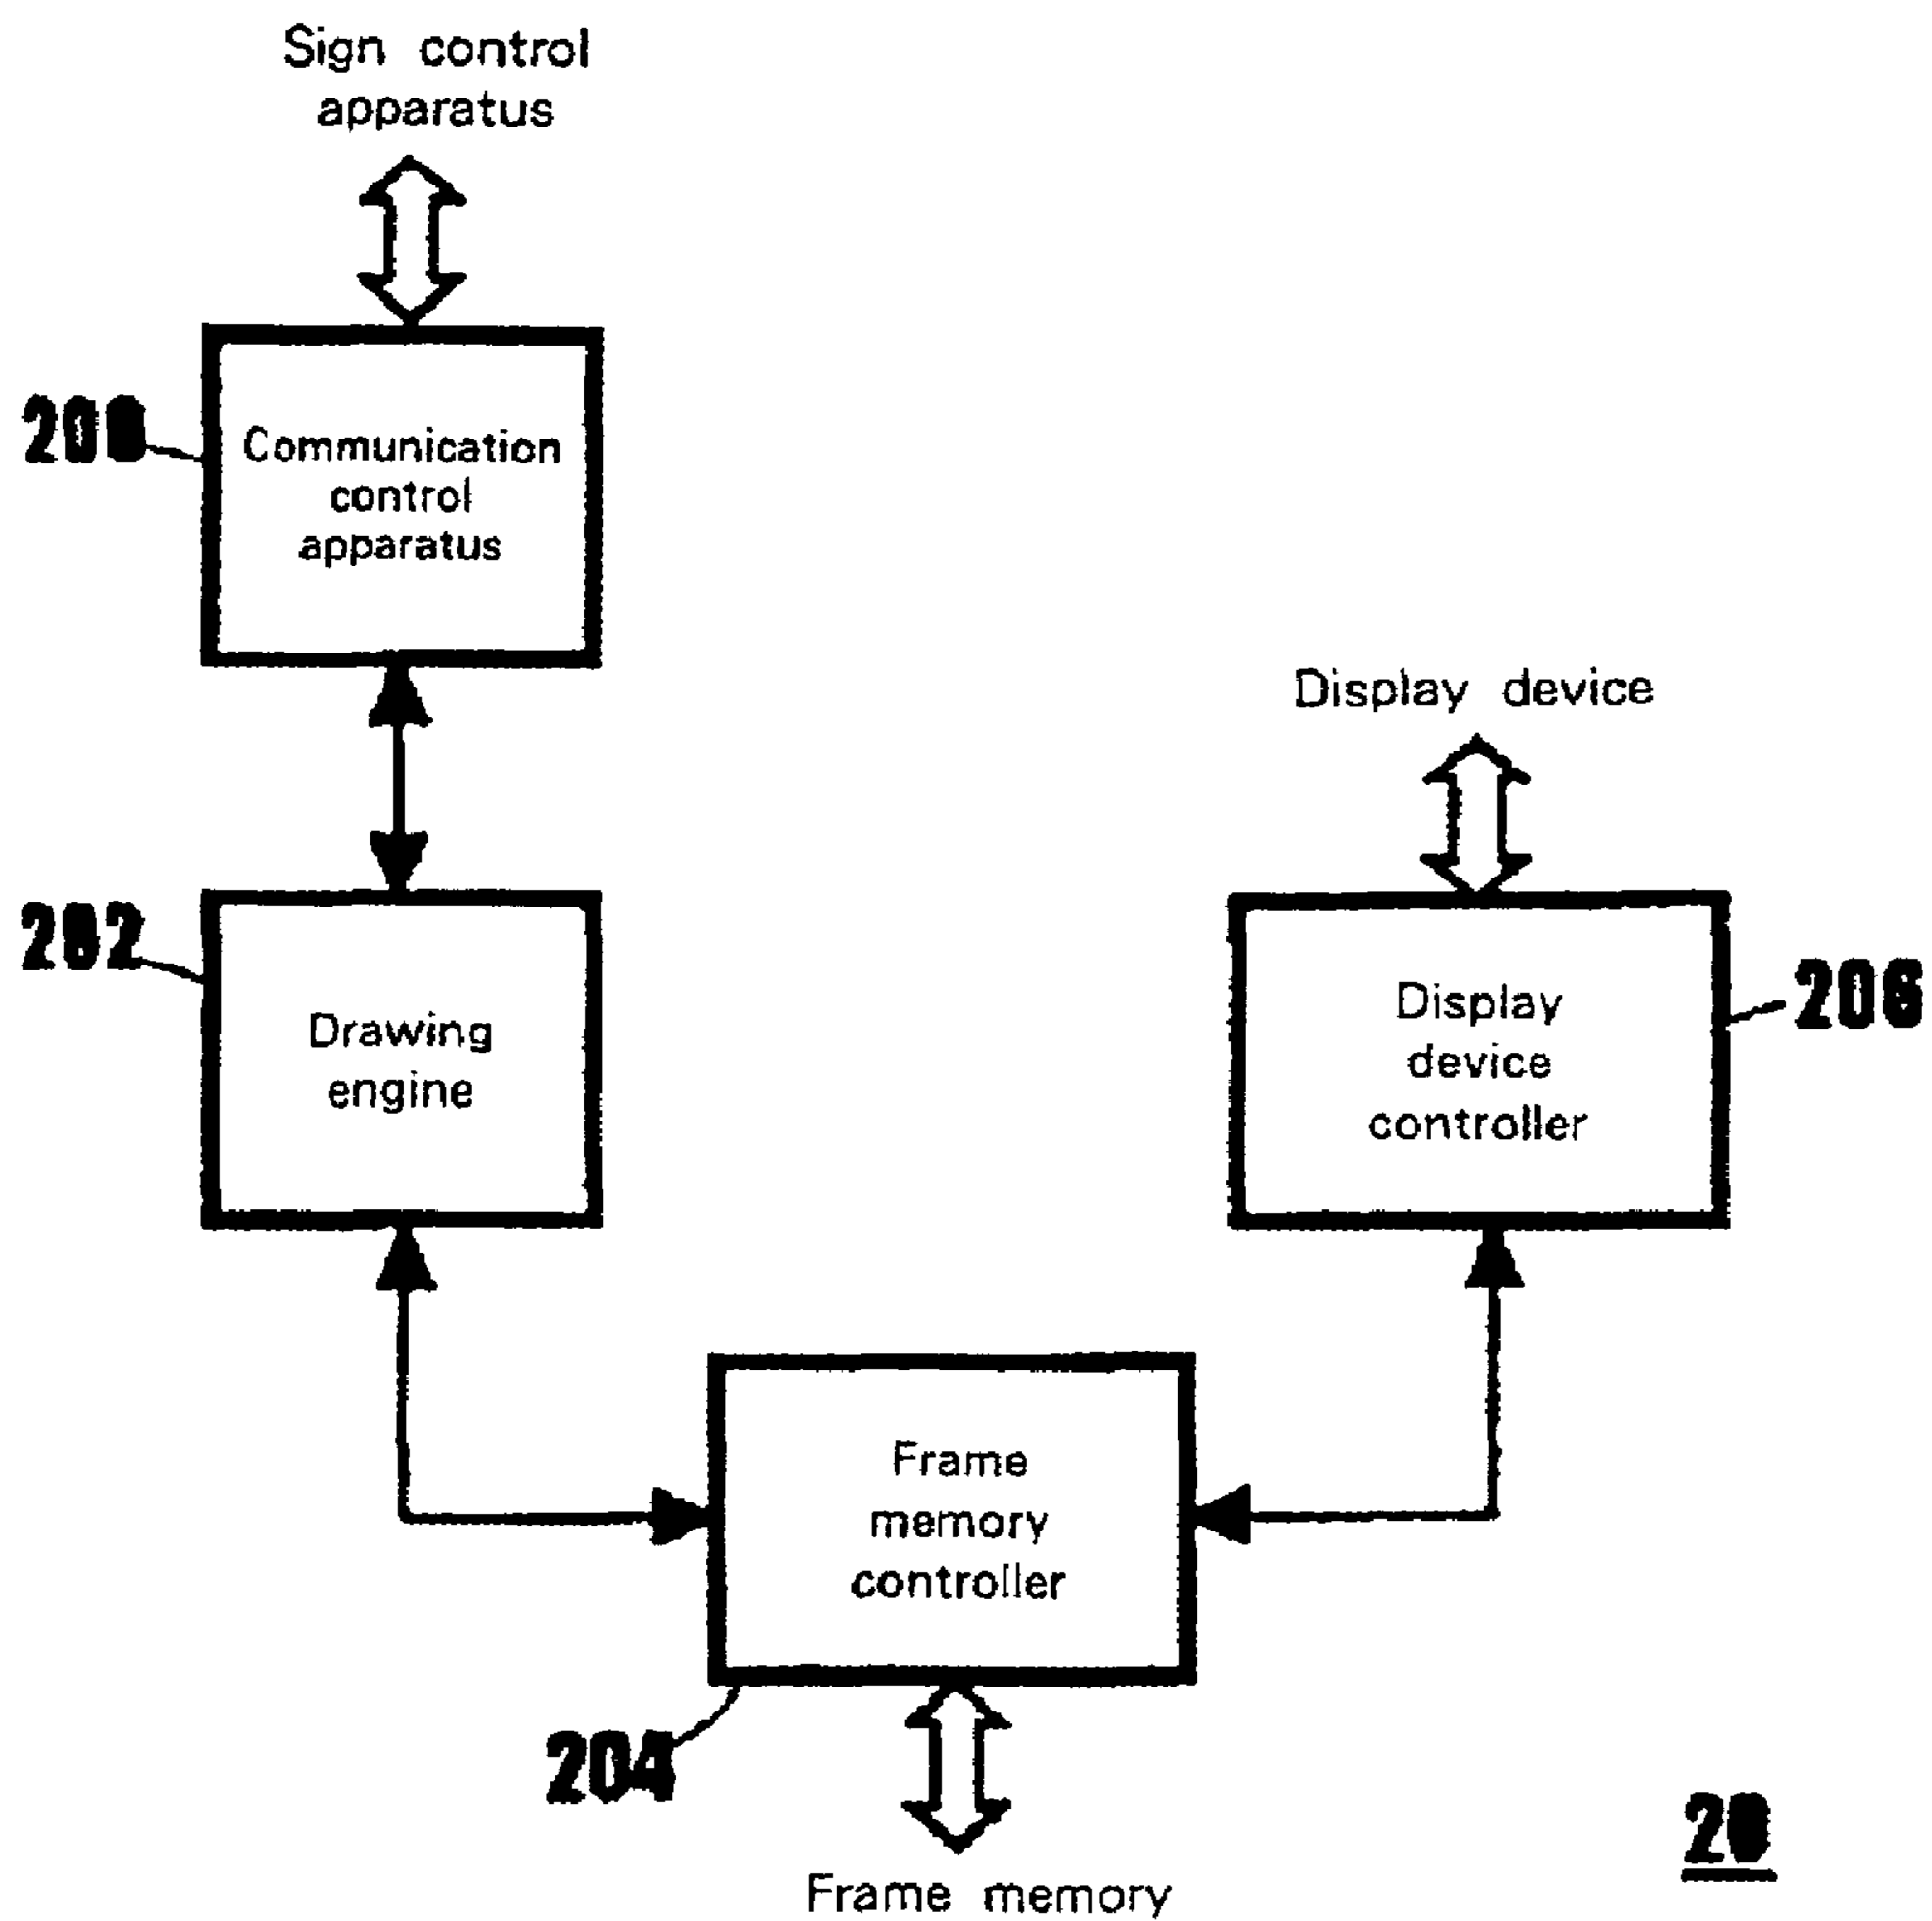 Sign control
apparatus
200
Communication
control
apparatus
Display device
202
Drawing
engine
Display
device
controller
206
Frame
memory
controller
204
20
Frame memory